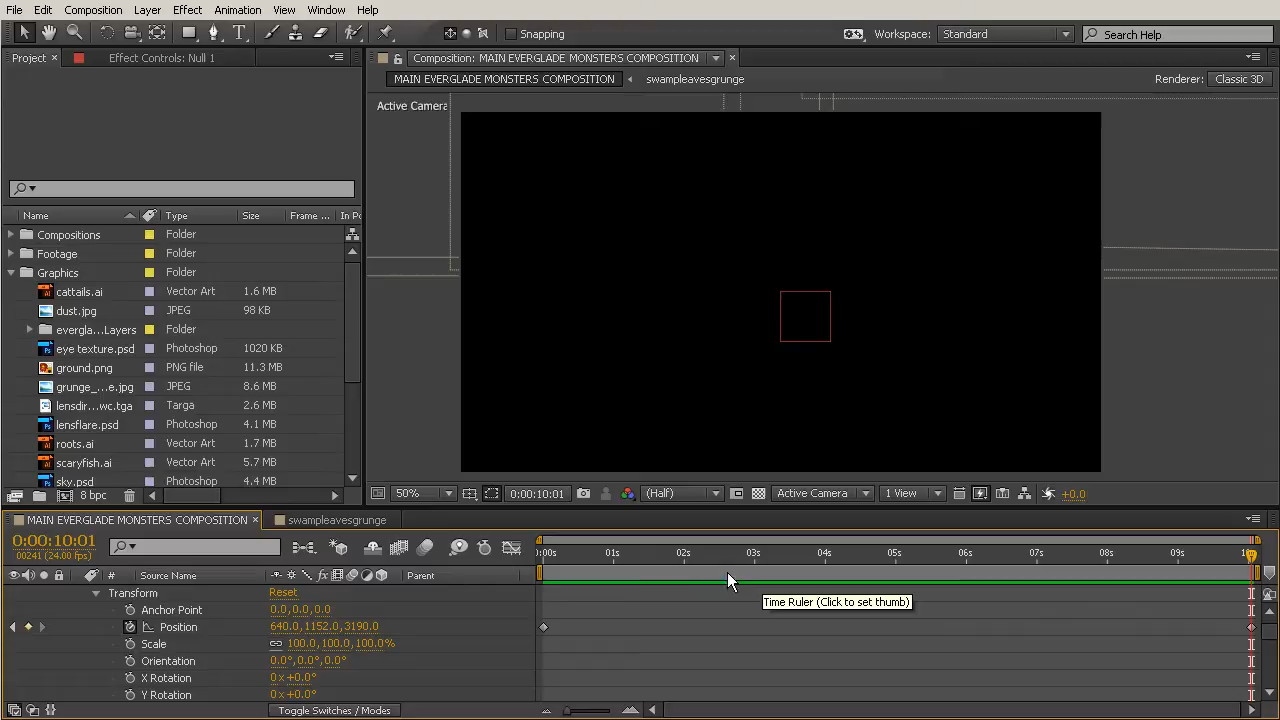 File Edit Composition Layer Effect Animation View Window Help
Snapping Workspace: Standard Search Help
Project × Effect Controls: Null 1 Composition: MAIN EVERGLADE MONSTERS COMPOSITION ×
MAIN EVERGLADE MONSTERS COMPOSITION swampleavesgrunge Renderer: Classic 3D
Active Camera
Name Type Size Frame ... In Po
Compositions Folder
Footage Folder
Graphics Folder
cattails.ai Vector Art 1.6 MB
dust.jpg JPEG 98 KB
evergla...Layers Folder
eye texture.psd Photoshop 1020 KB
ground.png PNG file 11.3 MB
grunge_...e.jpg JPEG 8.6 MB
lensdir...wc.tga Targa 2.6 MB
lensflare.psd Photoshop 4.1 MB
roots.ai Vector Art 1.7 MB
scaryfish.ai Vector Art 5.7 MB
sky.psd Photoshop 4.4 MB
8 bpc 50% 0:00:10:01 (Half) Active Camera 1 View +0.0
MAIN EVERGLADE MONSTERS COMPOSITION × swampleavesgrunge
0:00:10:01
00241 (24.00 fps)
:00s 01s 02s 03s 04s 05s 06s 07s 08s 09s
# Source Name Parent
Transform Reset
Time Ruler (Click to set thumb)
Anchor Point 0.0,0.0,0.0
Position 640.0,1152.0,3190.0
Scale 100.0,100.0,100.0%
Orientation 0.0°,0.0°,0.0°
X Rotation 0x+0.0°
Y Rotation 0x+0.0°
Toggle Switches / Modes